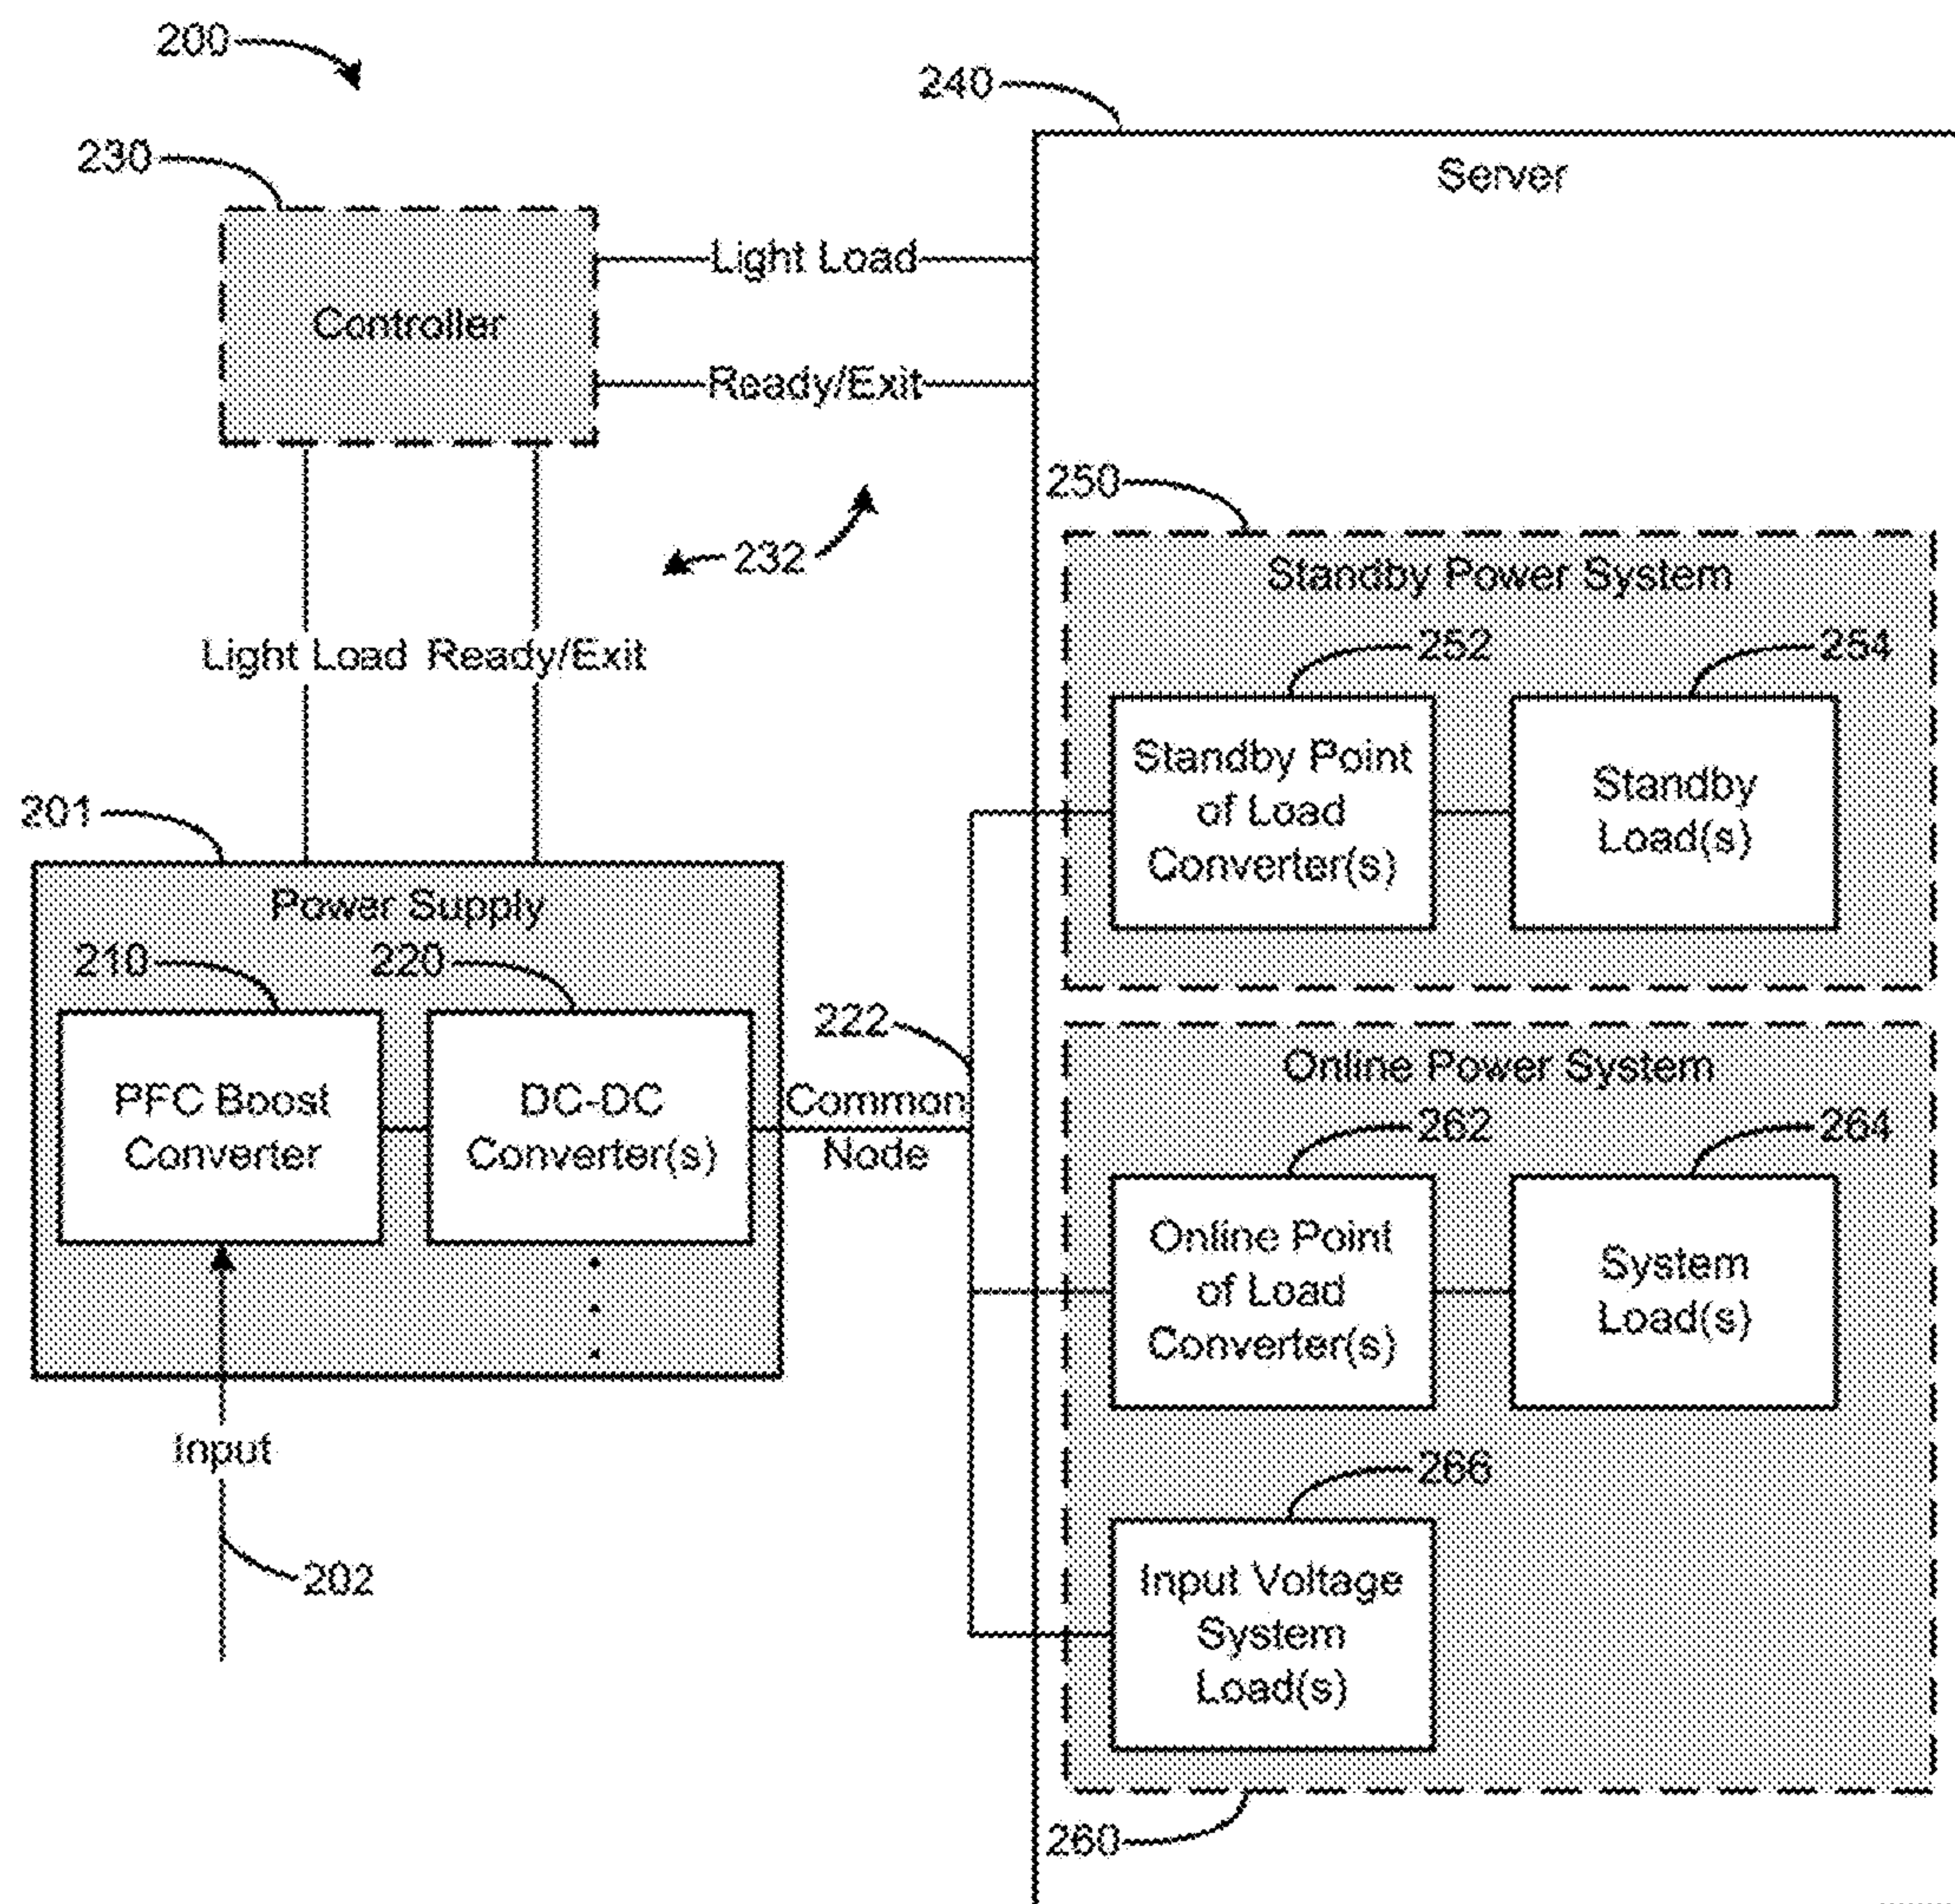 200
240
230
Server
Light Load
Controller
Ready/Exit
250
232
Standby Power System
Light Load Ready/Exit
252
254
Standby Point
of Load
Converter(s)
Standby
Load(s)
201
Power Supply
210
220
222
PFC Boost
Converter
DC-DC
Converter(s)
Common
Node
Online Power System
262
264
Online Point
of Load
Converter(s)
System
Load(s)
Input
202
266
Input Voltage
System
Load(s)
260